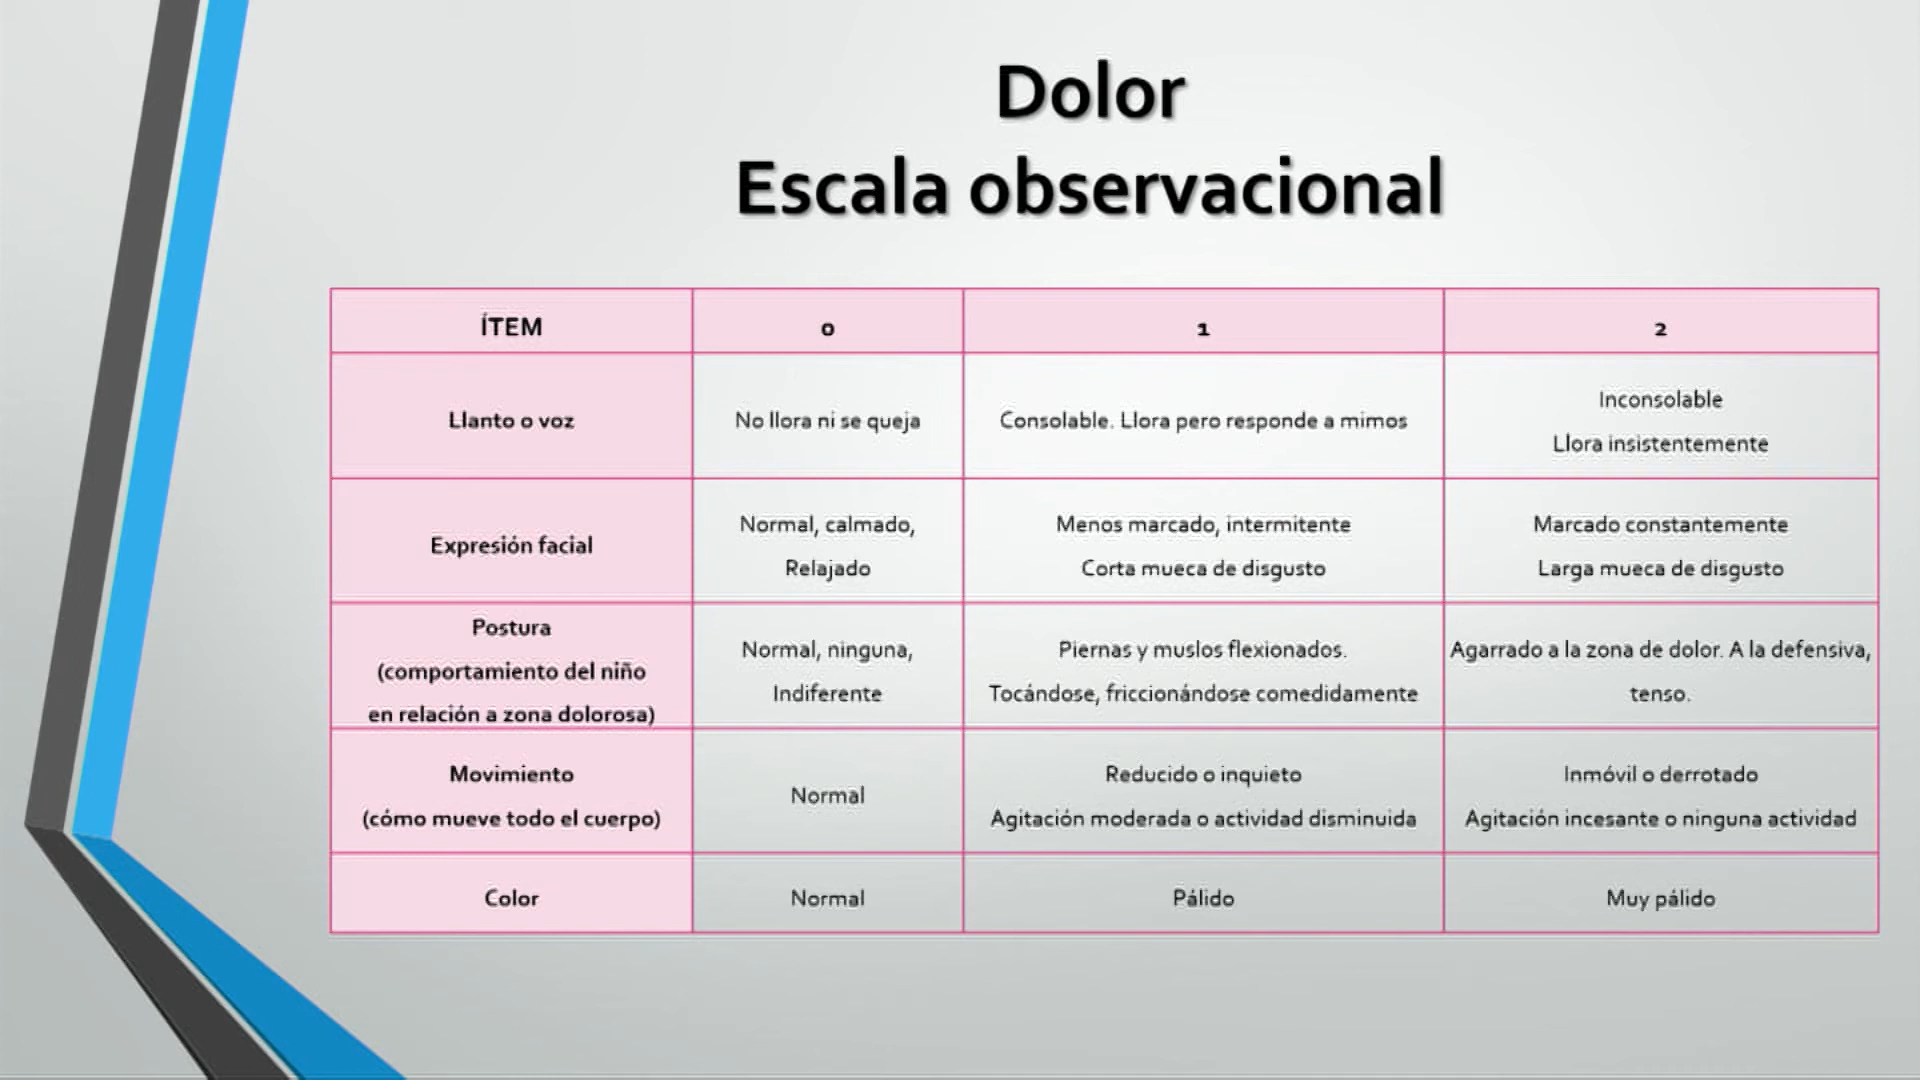 Dolor
Escala observacional
ÍTEM 0 1 2
Llanto o voz
No llora ni se queja
Consolable. Llora pero responde a mimos
Inconsolable
Llora insistentemente
Expresión facial
Normal, calmado,
Relajado
Menos marcado, intermitente
Corta mueca de disgusto
Marcado constantemente
Larga mueca de disgusto
Postura
(comportamiento del niño
en relación a zona dolorosa)
Normal, ninguna,
Indiferente
Piernas y muslos flexionados.
Tocándose, friccionándose comedidamente
Agarrado a la zona de dolor. A la defensiva,
tenso.
Movimiento
(cómo mueve todo el cuerpo)
Normal
Reducido o inquieto
Agitación moderada o actividad disminuida
Inmóvil o derrotado
Agitación incesante o ninguna actividad
Color
Normal
Pálido
Muy pálido